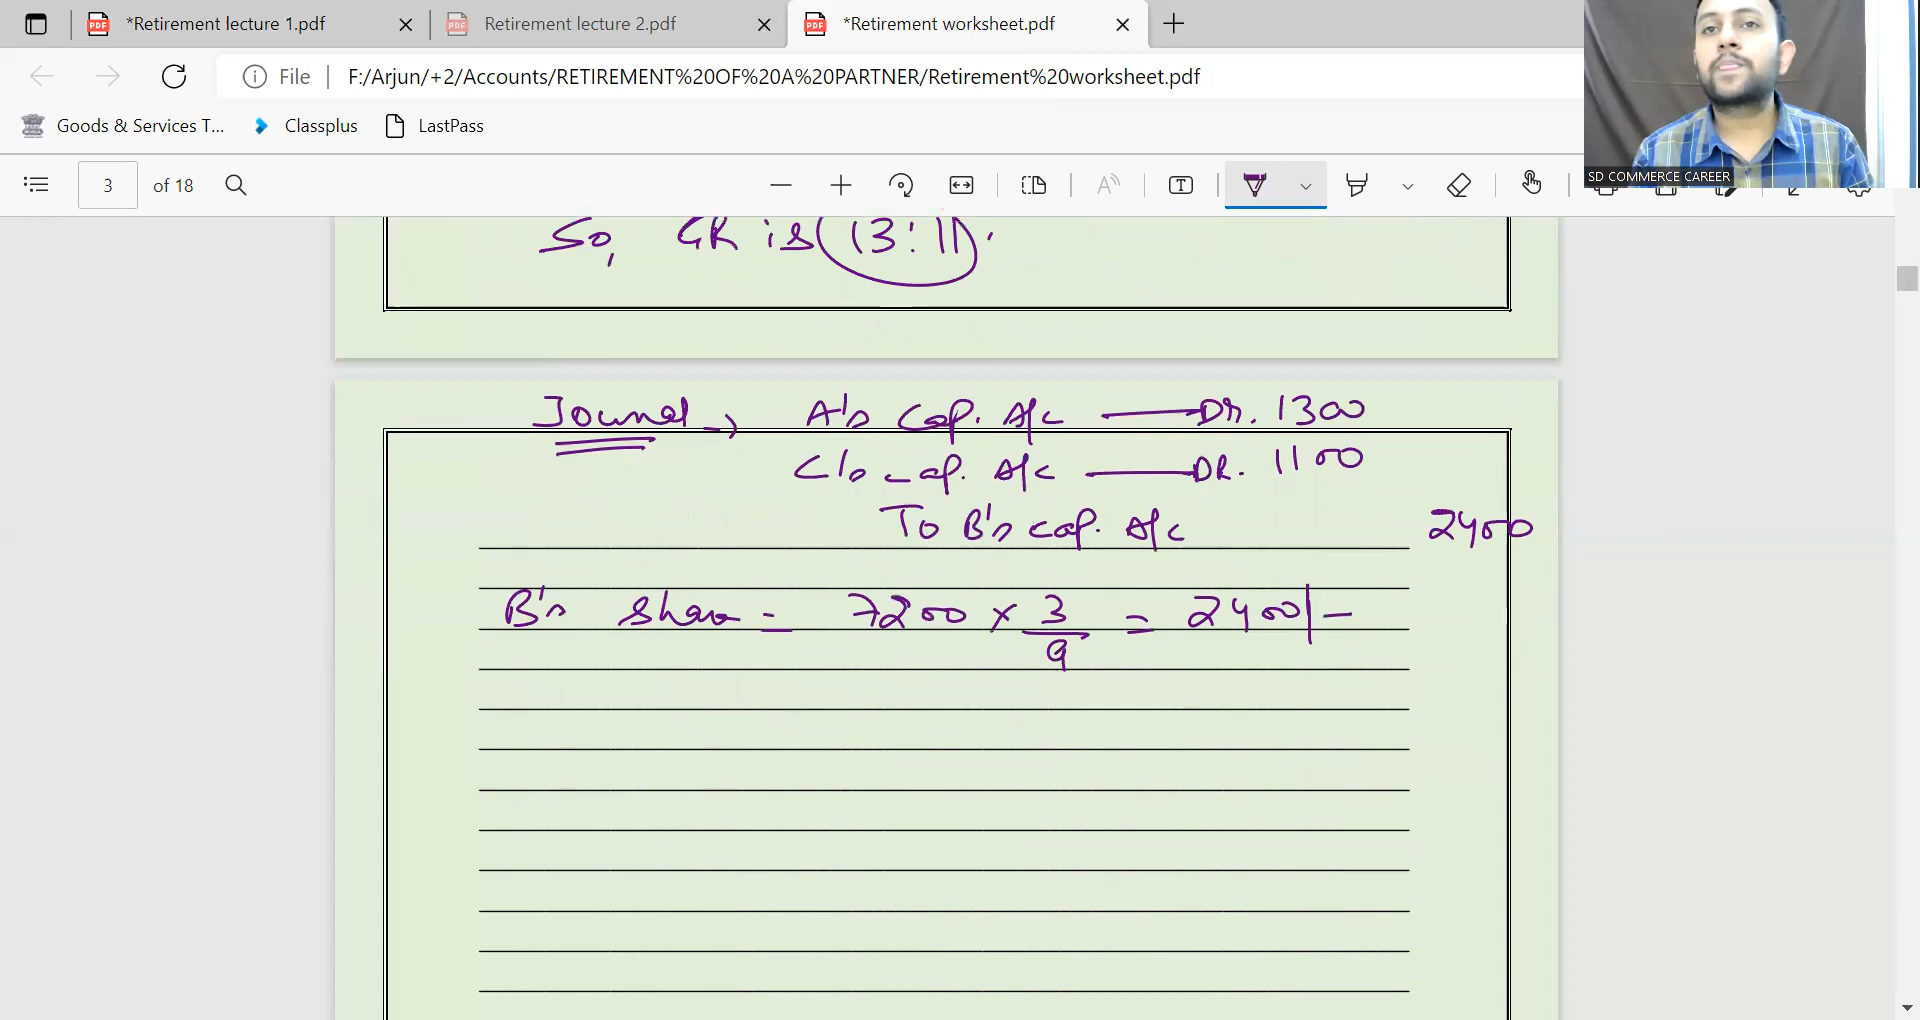 *Retirement lecture 1.pdf
Retirement lecture 2.pdf
*Retirement worksheet.pdf
File
F:/Arjun/+2/Accounts/RETIREMENT%20OF%20A%20PARTNER/Retirement%20worksheet.pdf
Goods & Services T...
Classplus
LastPass
SD COMMERCE CAREER
3 of 18
So, GR is (13:11).
Journal → A's Cap. A/c —— Dr. 1300
C's cap. A/c —— DR. 1100
To B's cap. A/c 2400
B's share = 7200 × 3/9 = 2400/-